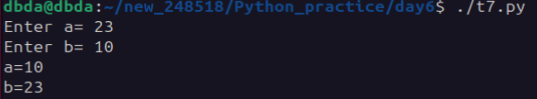 dbda@dbda:~/new_248518/Python_practice/day6$ ./t7.py
Enter a= 23
Enter b= 10
a=10
b=23